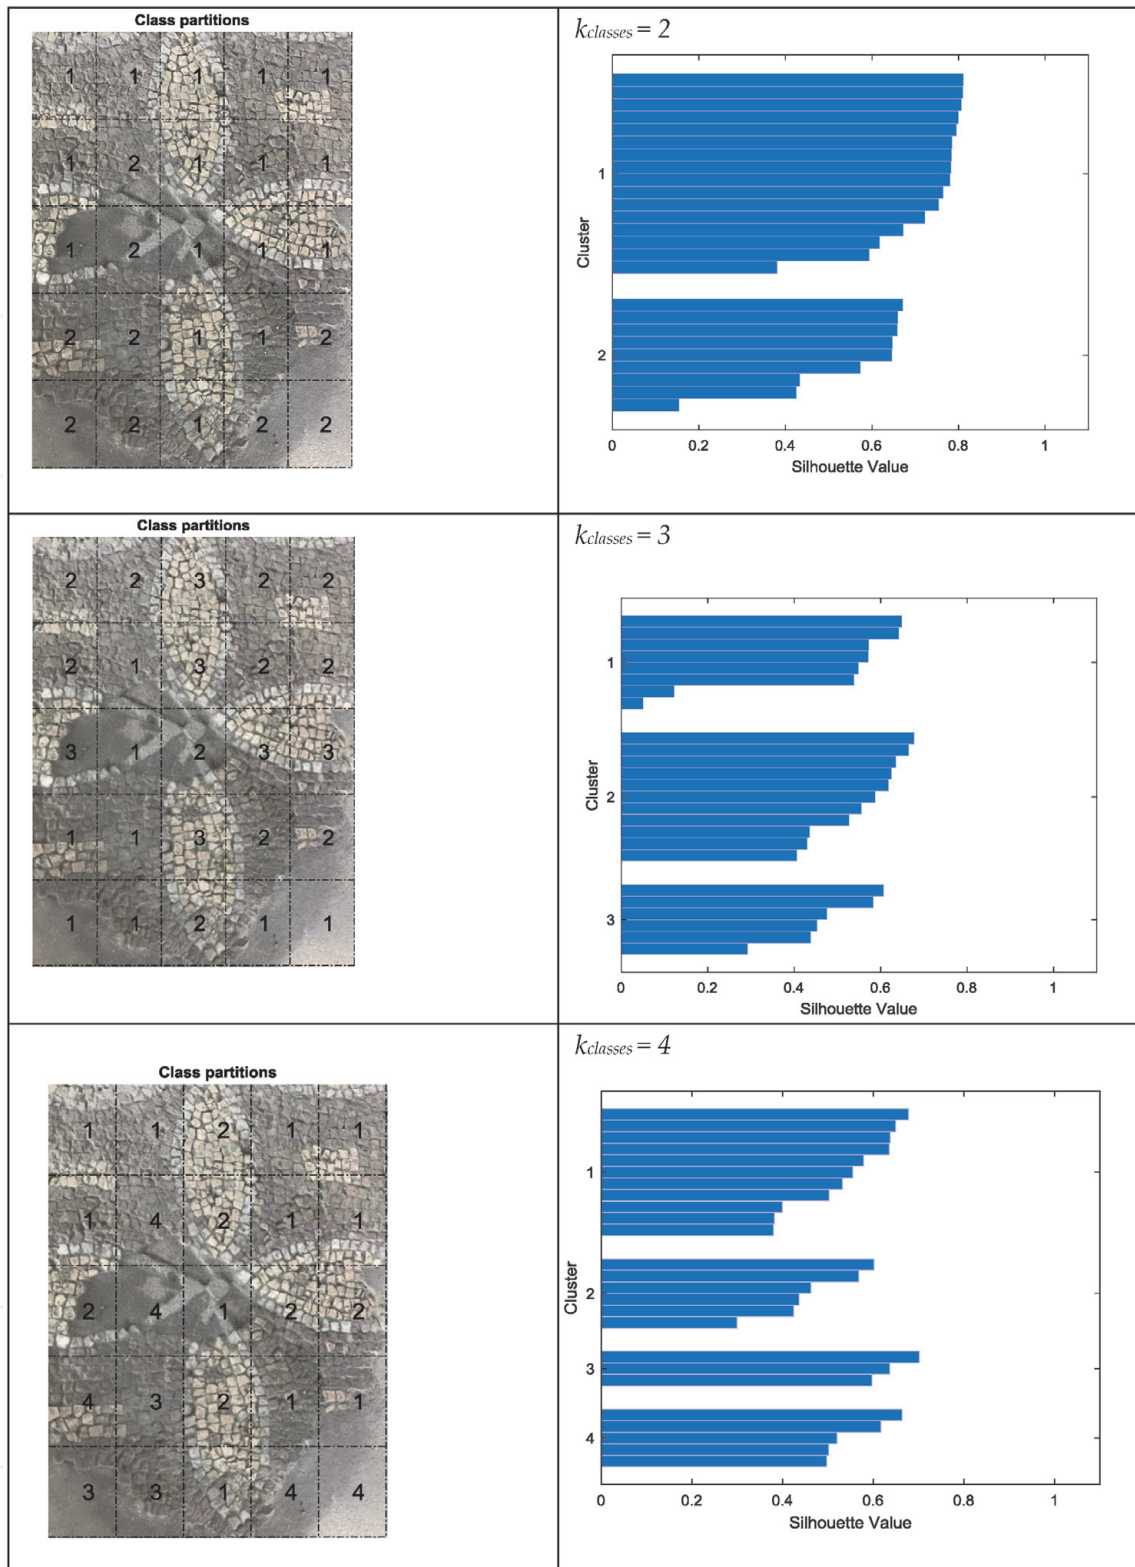 Class partitions
1 1 1 1 1
1 2 1 1 1
1 2 1 1 1
2 2 1 1 2
2 2 1 2 2
kclasses = 2
Cluster
1
2
0 0.2 0.4 0.6 0.8 1
Silhouette Value
Class partitions
2 2 3 2 2
2 1 3 2 2
3 1 2 3 3
1 1 3 2 2
1 1 2 1 1
kclasses = 3
Cluster
1
2
3
0 0.2 0.4 0.6 0.8 1
Silhouette Value
Class partitions
1 1 2 1 1
1 4 2 1 1
2 4 1 2 2
4 3 2 1 1
3 3 1 4 4
kclasses = 4
Cluster
1
2
3
4
0 0.2 0.4 0.6 0.8 1
Silhouette Value